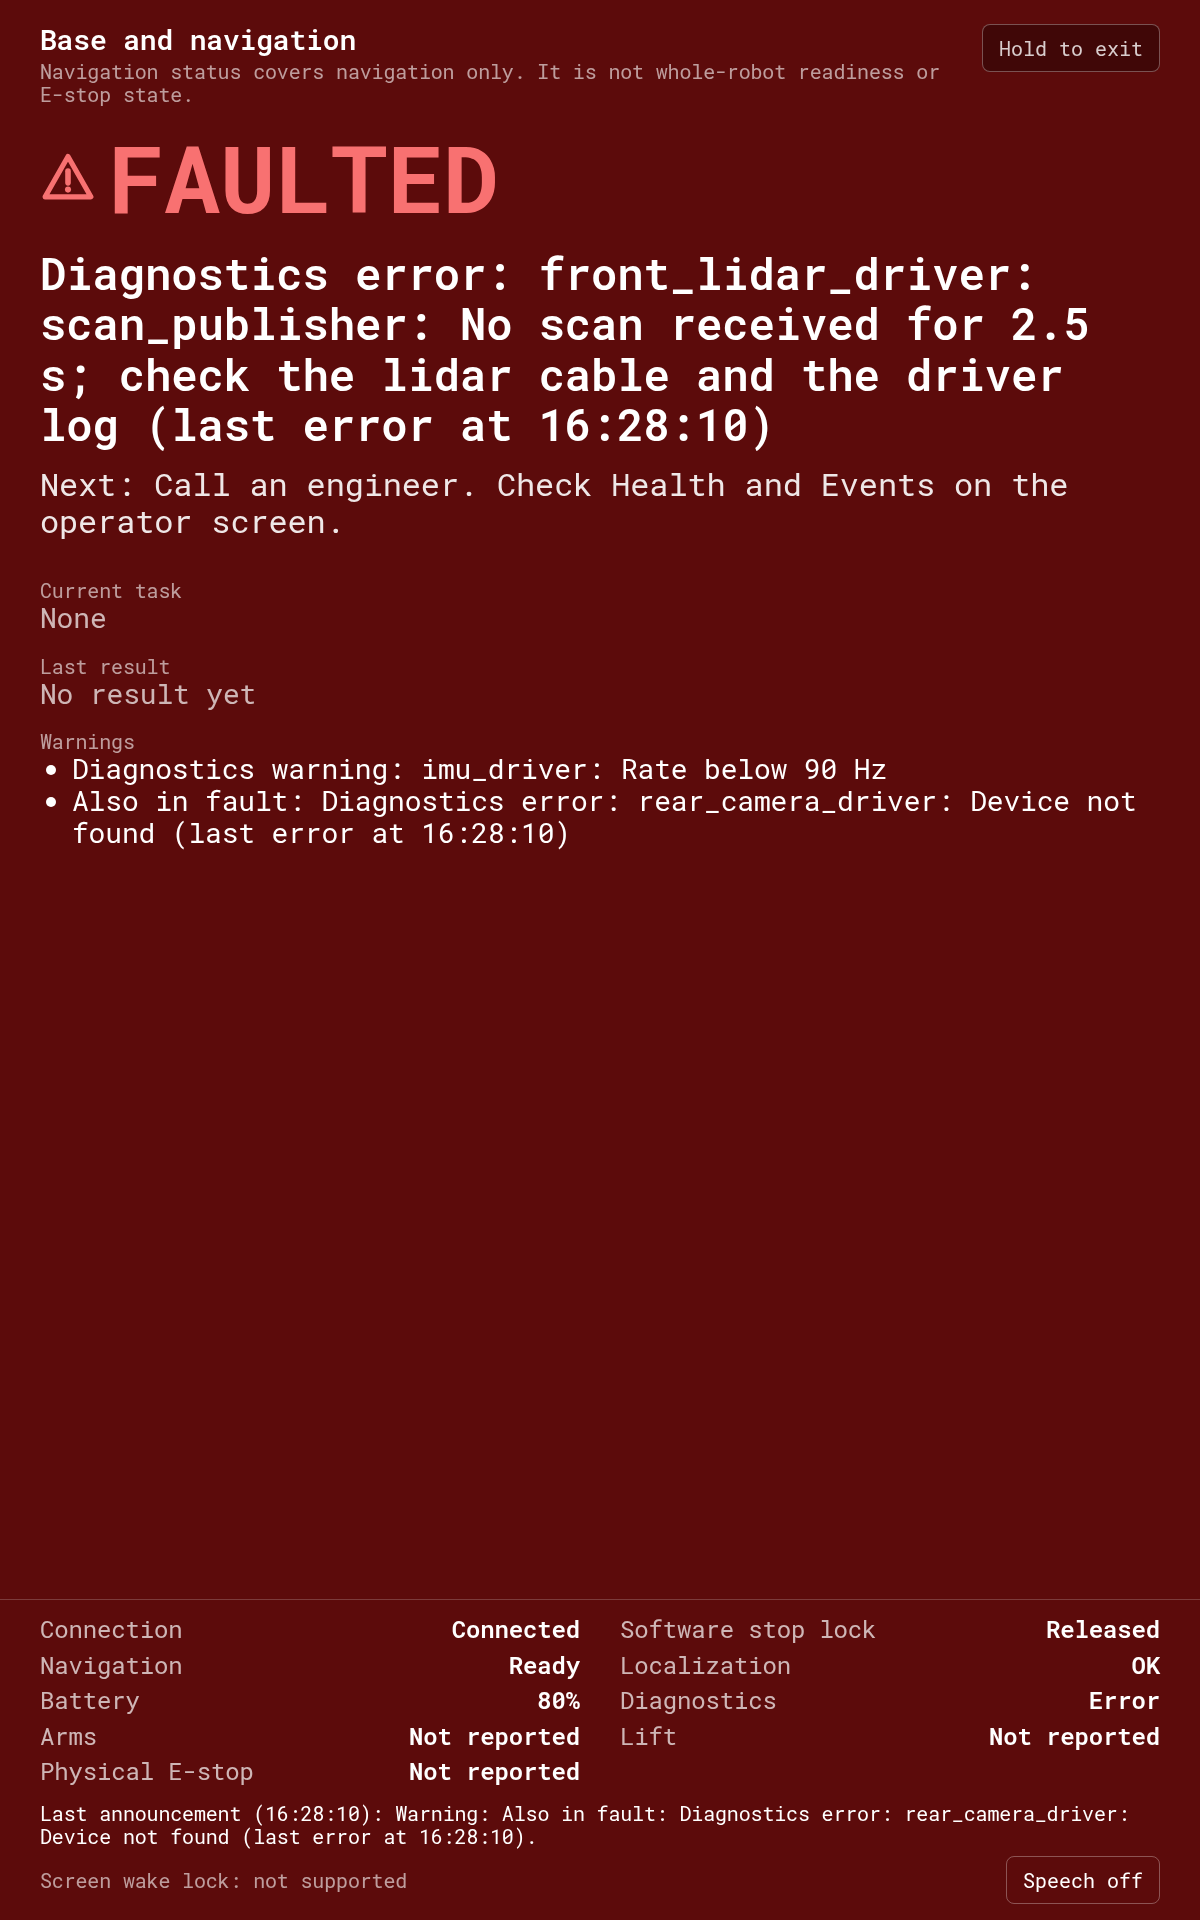 Base and navigation
Hold to exit
Navigation status covers navigation only. It is not whole-robot readiness or
E-stop state.
FAULTED
Diagnostics error: front_lidar_driver:
scan_publisher: No scan received for 2.5
s; check the lidar cable and the driver
log (last error at 16:28:10)
Next: Call an engineer. Check Health and Events on the
operator screen.
Current task
None
Last result
No result yet
Warnings
Diagnostics warning: imu_driver: Rate below 90 Hz
Also in fault: Diagnostics error: rear_camera_driver: Device not
found (last error at 16:28:10)
Connection Connected Software stop lock Released
Navigation Ready Localization OK
Battery 80% Diagnostics Error
Arms Not reported Lift Not reported
Physical E-stop Not reported
Last announcement (16:28:10): Warning: Also in fault: Diagnostics error: rear_camera_driver:
Device not found (last error at 16:28:10).
Screen wake lock: not supported
Speech off